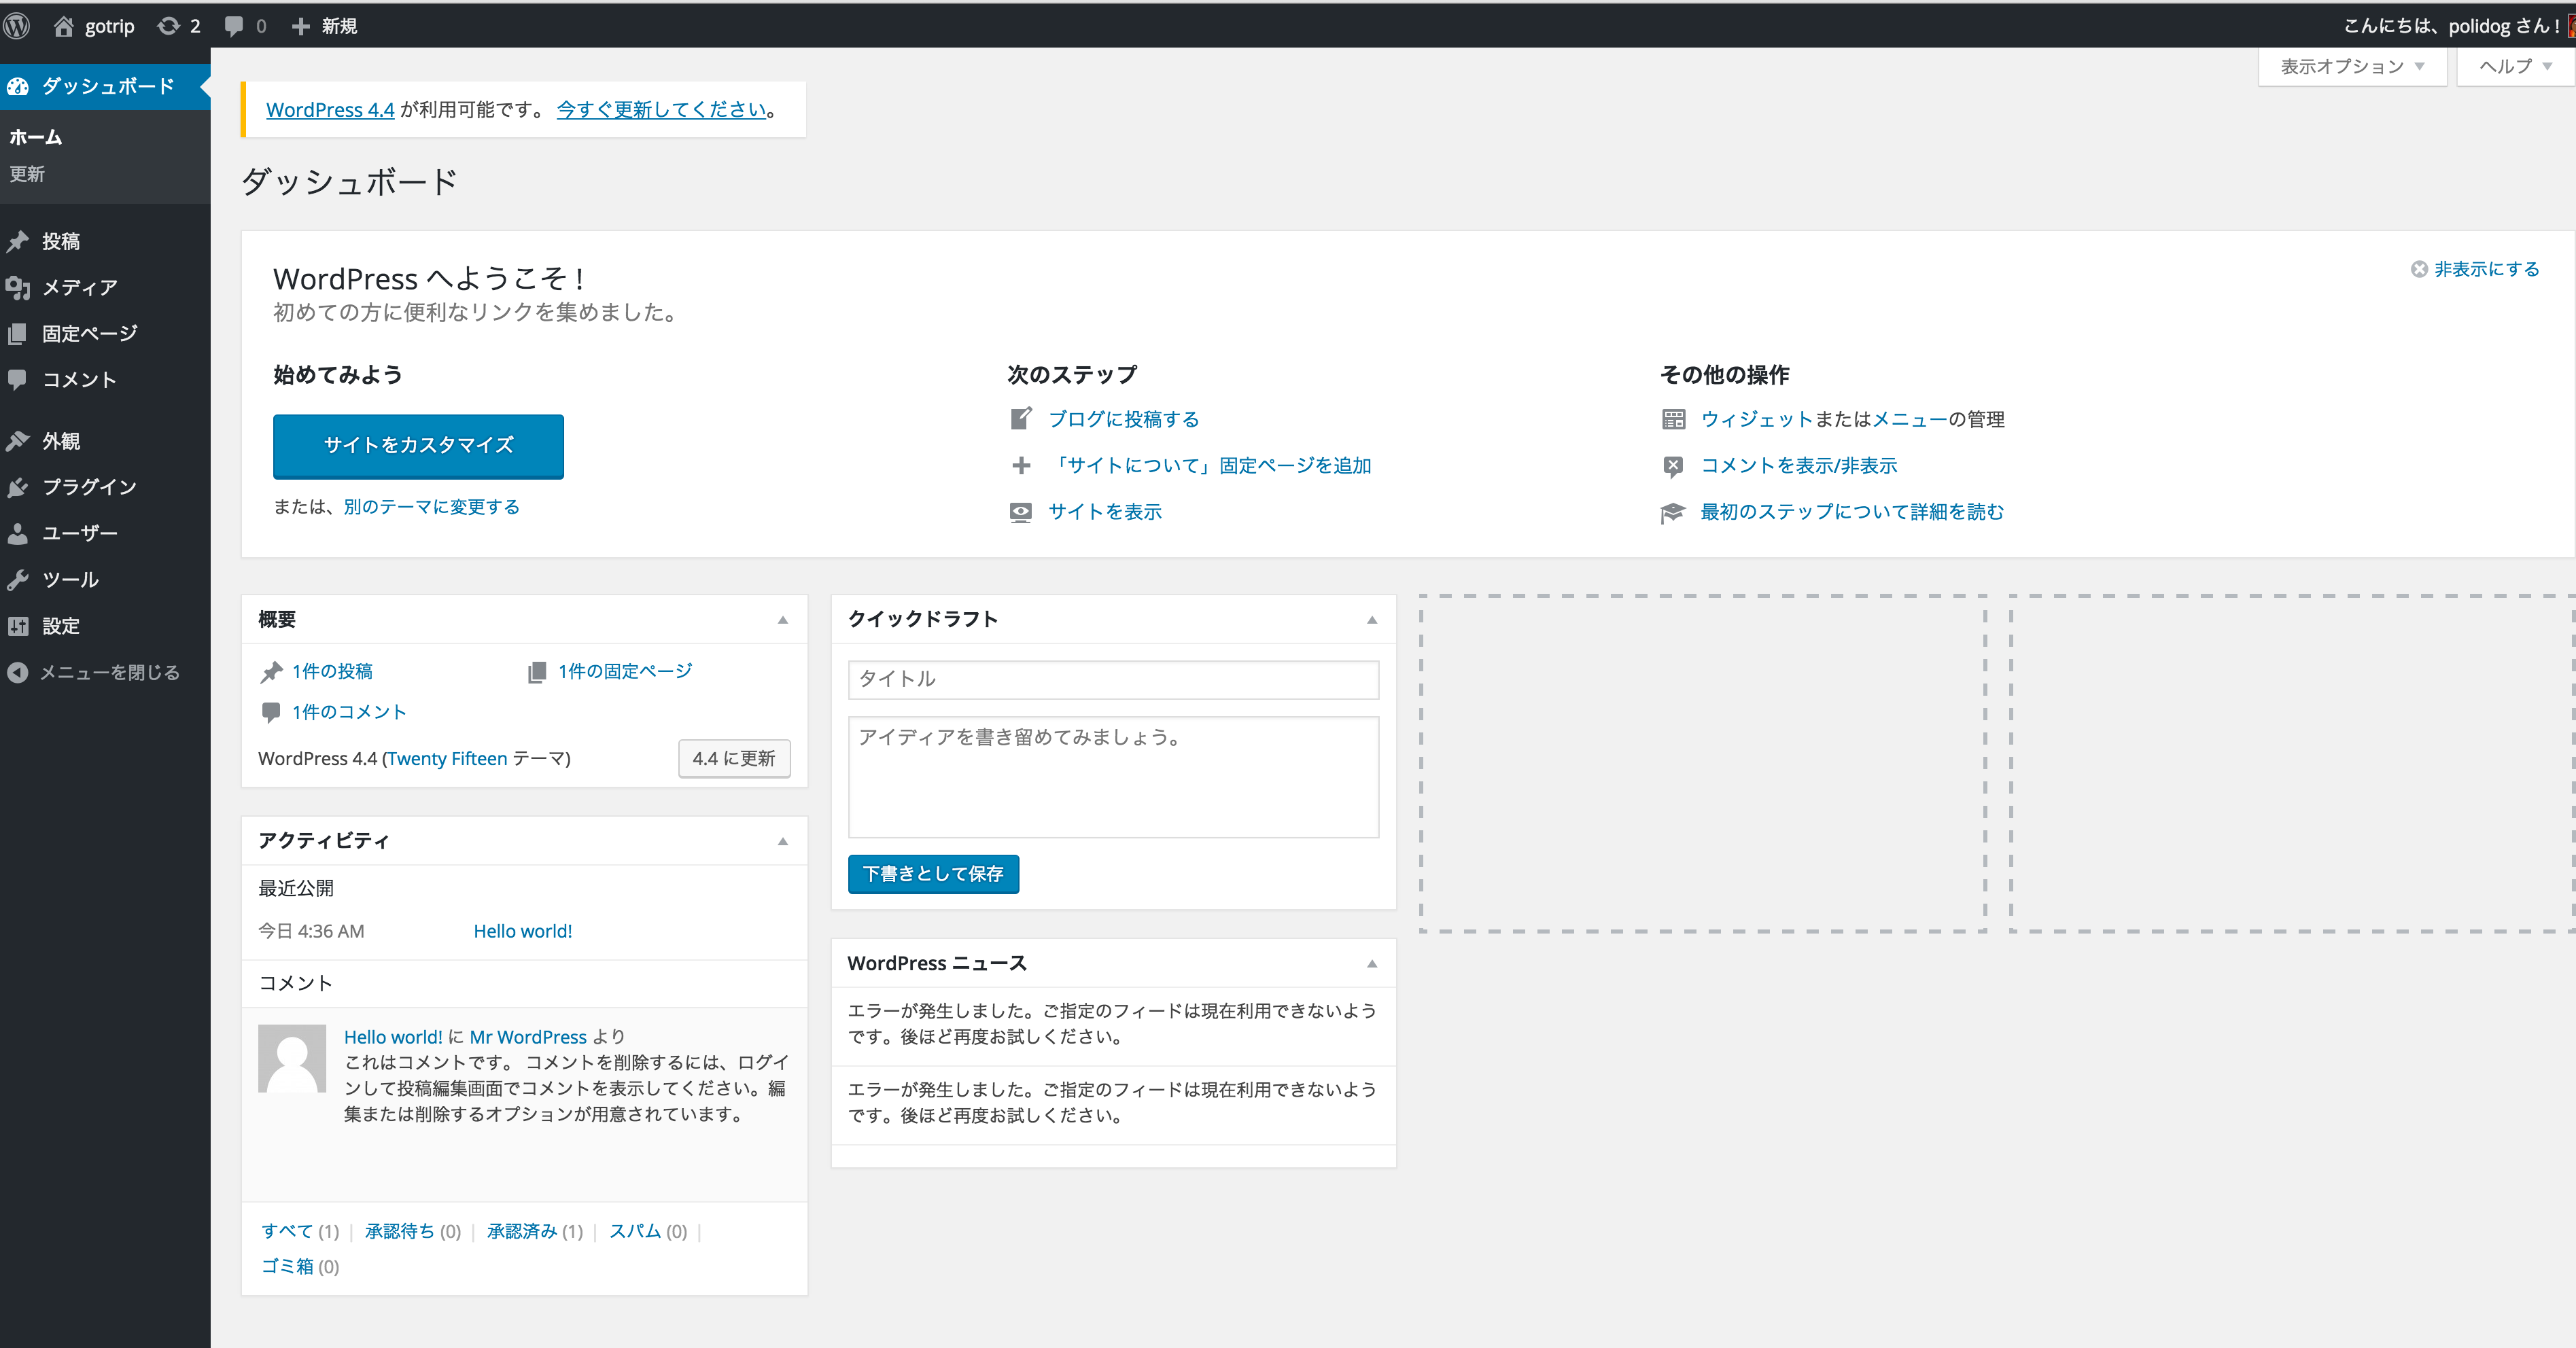 gotrip 2 0 新規
こんにちは、polidog さん !
ダッシュボード
ホーム
更新
投稿
メディア
固定ページ
コメント
外観
プラグイン
ユーザー
ツール
設定
メニューを閉じる
表示オプション ヘルプ
WordPress 4.4 が利用可能です。 今すぐ更新してください。
ダッシュボード
WordPress へようこそ !
初めての方に便利なリンクを集めました。
非表示にする
始めてみよう
サイトをカスタマイズ
または、別のテーマに変更する
次のステップ
ブログに投稿する
「サイトについて」固定ページを追加
サイトを表示
その他の操作
ウィジェットまたはメニューの管理
コメントを表示/非表示
最初のステップについて詳細を読む
概要
1件の投稿 1件の固定ページ
1件のコメント
WordPress 4.4 (Twenty Fifteen テーマ) 4.4 に更新
アクティビティ
最近公開
今日 4:36 AM Hello world!
コメント
Hello world! に Mr WordPress より
これはコメントです。 コメントを削除するには、ログイ
ンして投稿編集画面でコメントを表示してください。編
集または削除するオプションが用意されています。
すべて (1) | 承認待ち (0) | 承認済み (1) | スパム (0) |
ゴミ箱 (0)
クイックドラフト
タイトル
アイディアを書き留めてみましょう。
下書きとして保存
WordPress ニュース
エラーが発生しました。ご指定のフィードは現在利用できないよう
です。後ほど再度お試しください。
エラーが発生しました。ご指定のフィードは現在利用できないよう
です。後ほど再度お試しください。